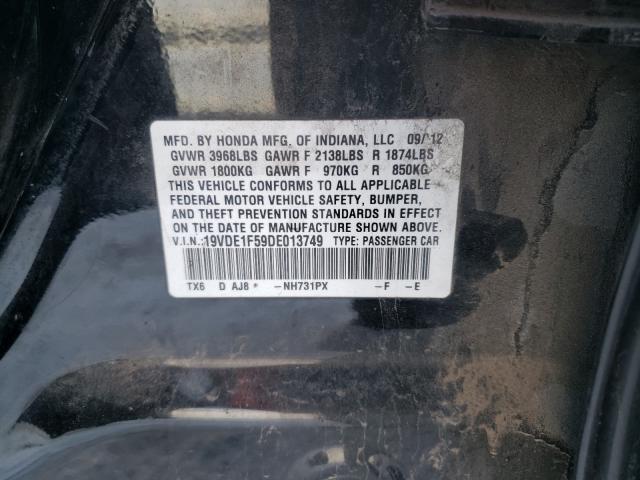 MFD. BY HONDA MFG. OF INDIANA, LLC 09/12
GVWR 3968LBS GAWR F 2138LBS R 1874LBS
GVWR 1800KG GAWR F 970KG R 850KG
THIS VEHICLE CONFORMS TO ALL APPLICABLE
FEDERAL MOTOR VEHICLE SAFETY, BUMPER,
AND THEFT PREVENTION STANDARDS IN EFFECT
ON THE DATE OF MANUFACTURE SHOWN ABOVE.
V.I.N.:19VDE1F59DE013749 TYPE: PASSENGER CAR
TX6 D AJ8 * -NH731PX -F -E